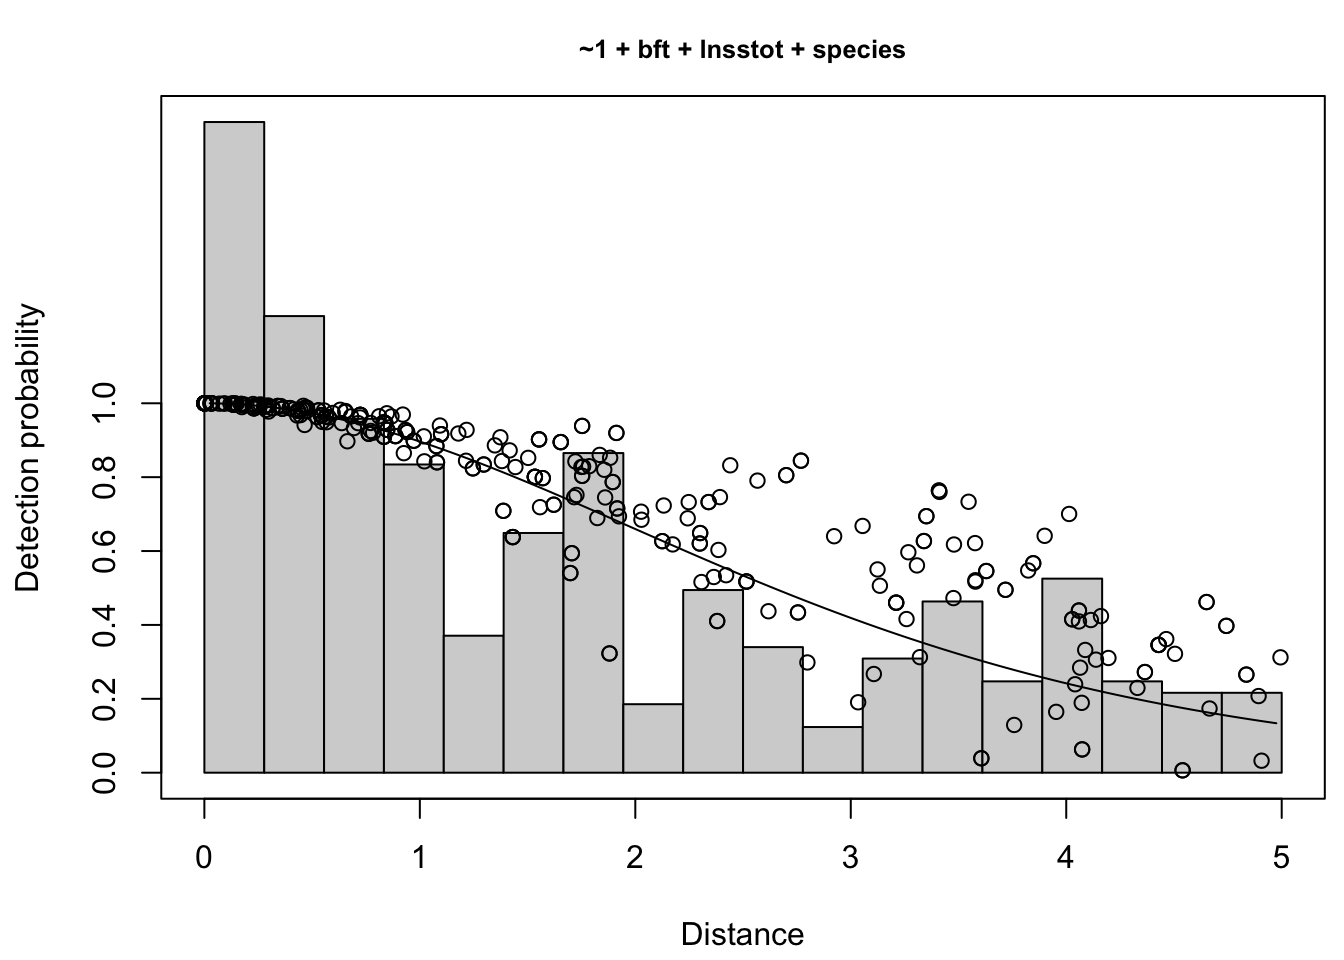 ~1 + bft + lnsstot + species
Detection probability
1.0
0.8
0.6
0.4
0.2
0.0
0 1 2 3 4 5
Distance